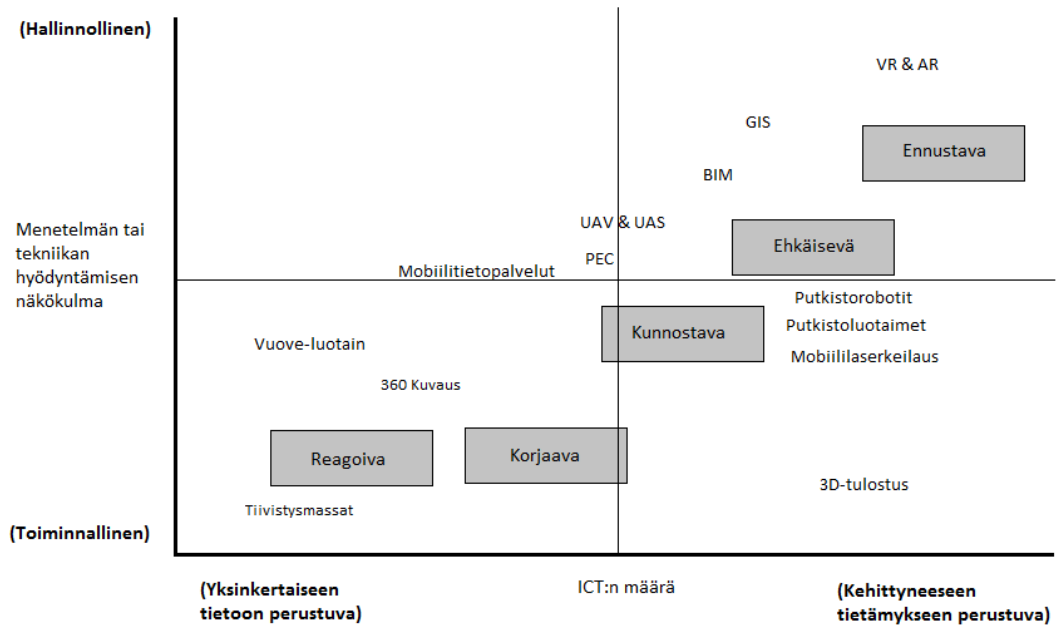 (Hallinnollinen)
VR & AR
GIS
Ennustava
BIM
Menetelmän tai
tekniikan
hyödyntämisen
näkökulma
UAV & UAS
Ehkäisevä
PEC
Mobiilitietopalvelut
Putkistorobotit
Kunnostava
Putkistoluotaimet
Vuove-luotain
Mobiililaserkeilaus
360 Kuvaus
Reagoiva
Korjaava
3D-tulostus
Tiivistysmassat
(Toiminnallinen)
(Yksinkertaiseen
tietoon perustuva)
ICT:n määrä
(Kehittyneeseen
tietämykseen perustuva)